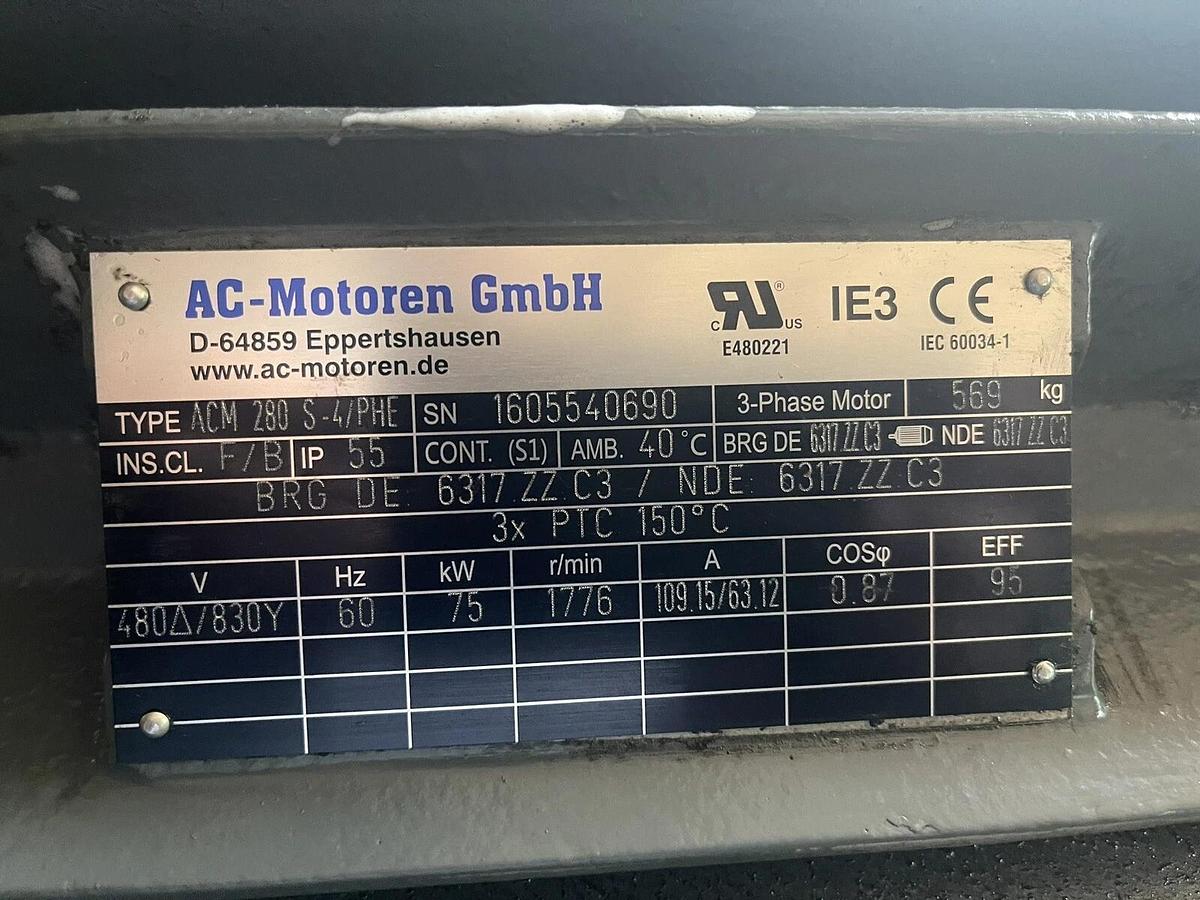 AC-Motoren GmbH
D-64859 Eppertshausen
www.ac-motoren.de
C RU ® US
E480221
IE3
CE
IEC 60034-1
TYPE ACM 280 S-4/PHE SN 1605540690 3-Phase Motor 569 kg
INS.CL. F/B IP 55 CONT. (S1) AMB. 40 °C BRG DE 6317 ZZ C3 NDE 6317 ZZ C3
BRG DE 6317.ZZ.C3 / NDE 6317.ZZ.C3
3x PTC 150°C
V Hz kW r/min A COSφ EFF
480Δ/830Y 60 75 1776 109.15/63.12 0.87 95